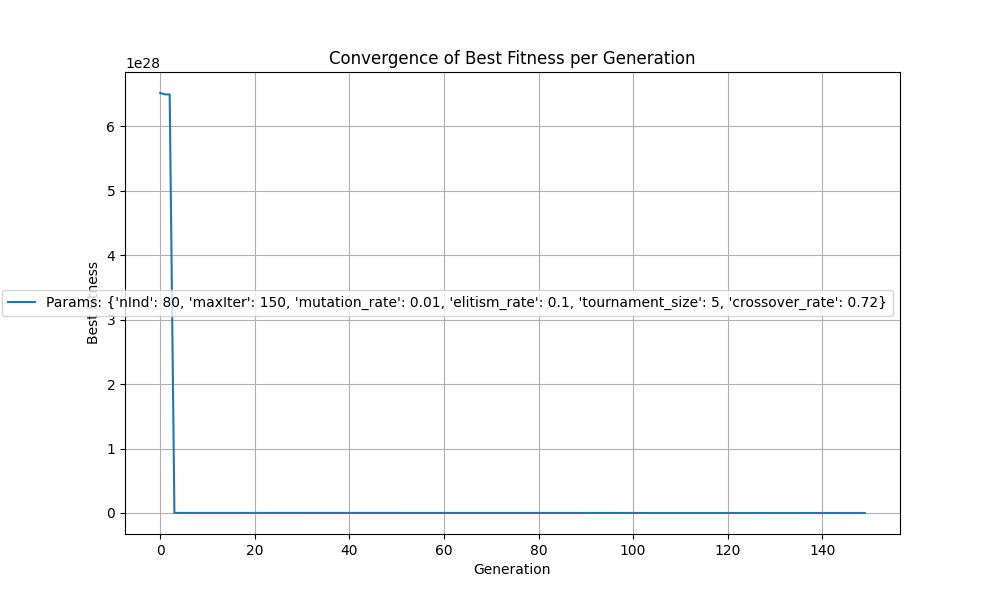 Convergence of Best Fitness per Generation
1e28
6
5
4
Best
ness
Params: {'nInd': 80, 'maxIter': 150, 'mutation_rate': 0.01, 'elitism_rate': 0.1, 'tournament_size': 5, 'crossover_rate': 0.72}
3
2
1
0
0 20 40 60 80 100 120 140
Generation